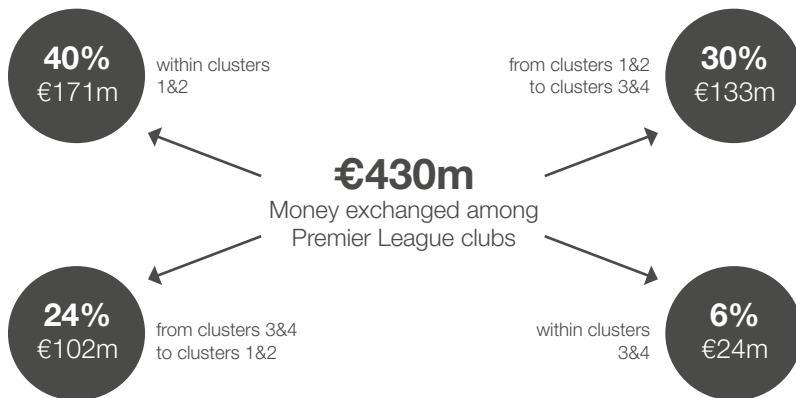 40%
€171m
within clusters
1&2
from clusters 1&2
to clusters 3&4
30%
€133m
€430m
Money exchanged among
Premier League clubs
24%
€102m
from clusters 3&4
to clusters 1&2
within clusters
3&4
6%
€24m